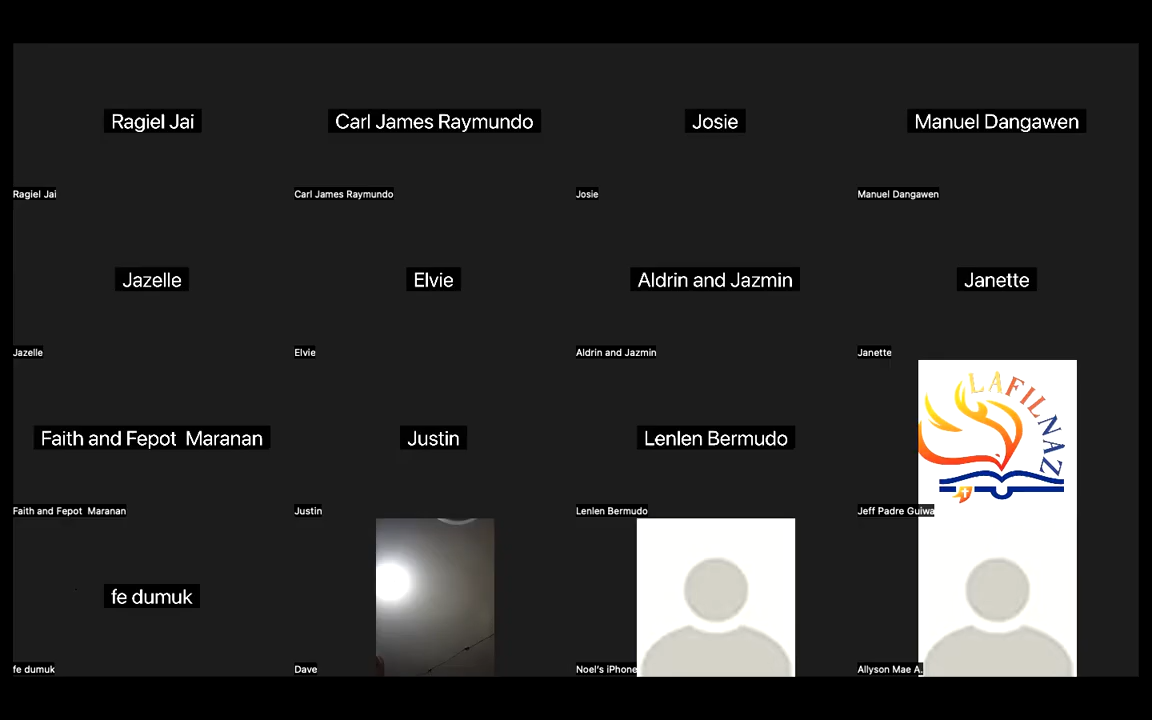 Ragiel Jai
Carl James Raymundo
Josie
Manuel Dangawen
Ragiel Jai
Carl James Raymundo
Josie
Manuel Dangawen
Jazelle
Elvie
Aldrin and Jazmin
Janette
Jazelle
Elvie
Aldrin and Jazmin
Janette
Faith and Fepot Maranan
Justin
Lenlen Bermudo
LAFILNAZ
Faith and Fepot Maranan
Justin
Lenlen Bermudo
Jeff Padre Guiwa
fe dumuk
fe dumuk
Dave
Noel's iPhone
Allyson Mae A.